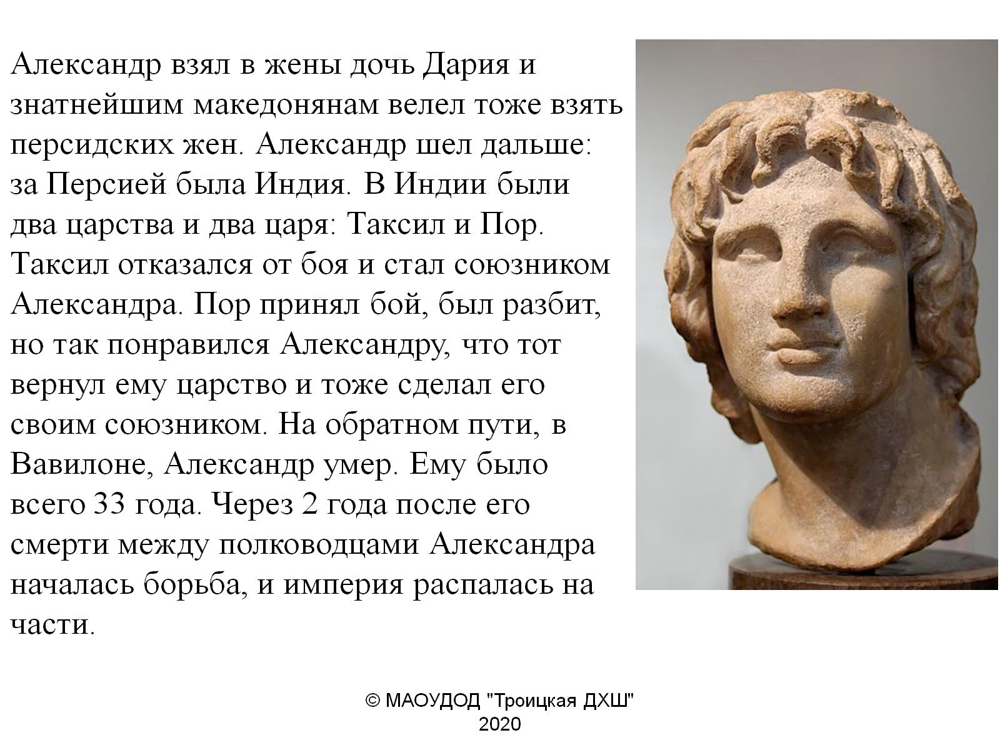 Александр взял в жены дочь Дария и
знатнейшим македонянам велел тоже взять
персидских жен. Александр шел дальше:
за Персией была Индия. В Индии были
два царства и два царя: Таксил и Пор.
Таксил отказался от боя и стал союзником
Александра. Пор принял бой, был разбит,
но так понравился Александру, что тот
вернул ему царство и тоже сделал его
своим союзником. На обратном пути, в
Вавилоне, Александр умер. Ему было
всего 33 года. Через 2 года после его
смерти между полководцами Александра
началась борьба, и империя распалась на
части.
© МАОУДОД "Троицкая ДХШ"
2020